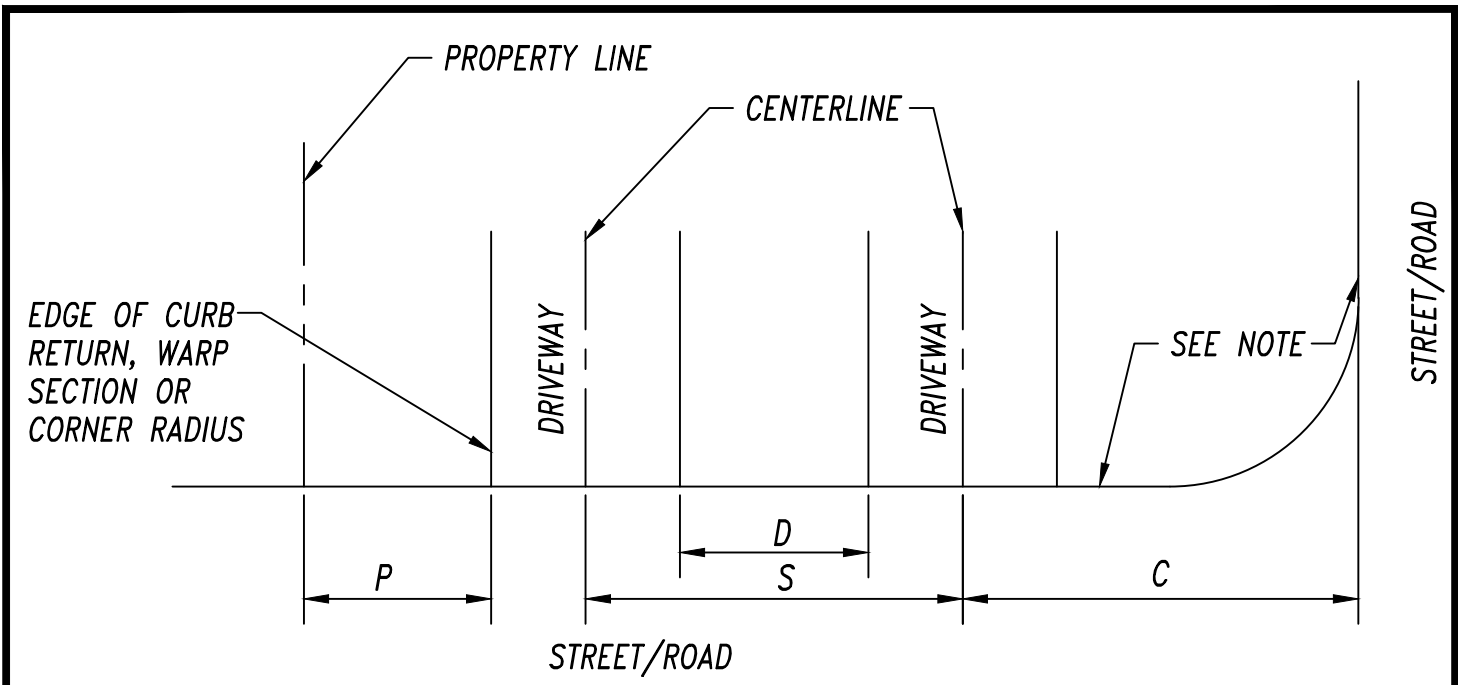 PROPERTY LINE
CENTERLINE
EDGE OF CURB
RETURN, WARP
SECTION OR
CORNER RADIUS
DRIVEWAY
DRIVEWAY
SEE NOTE
STREET/ROAD
D
P
S
C
STREET/ROAD